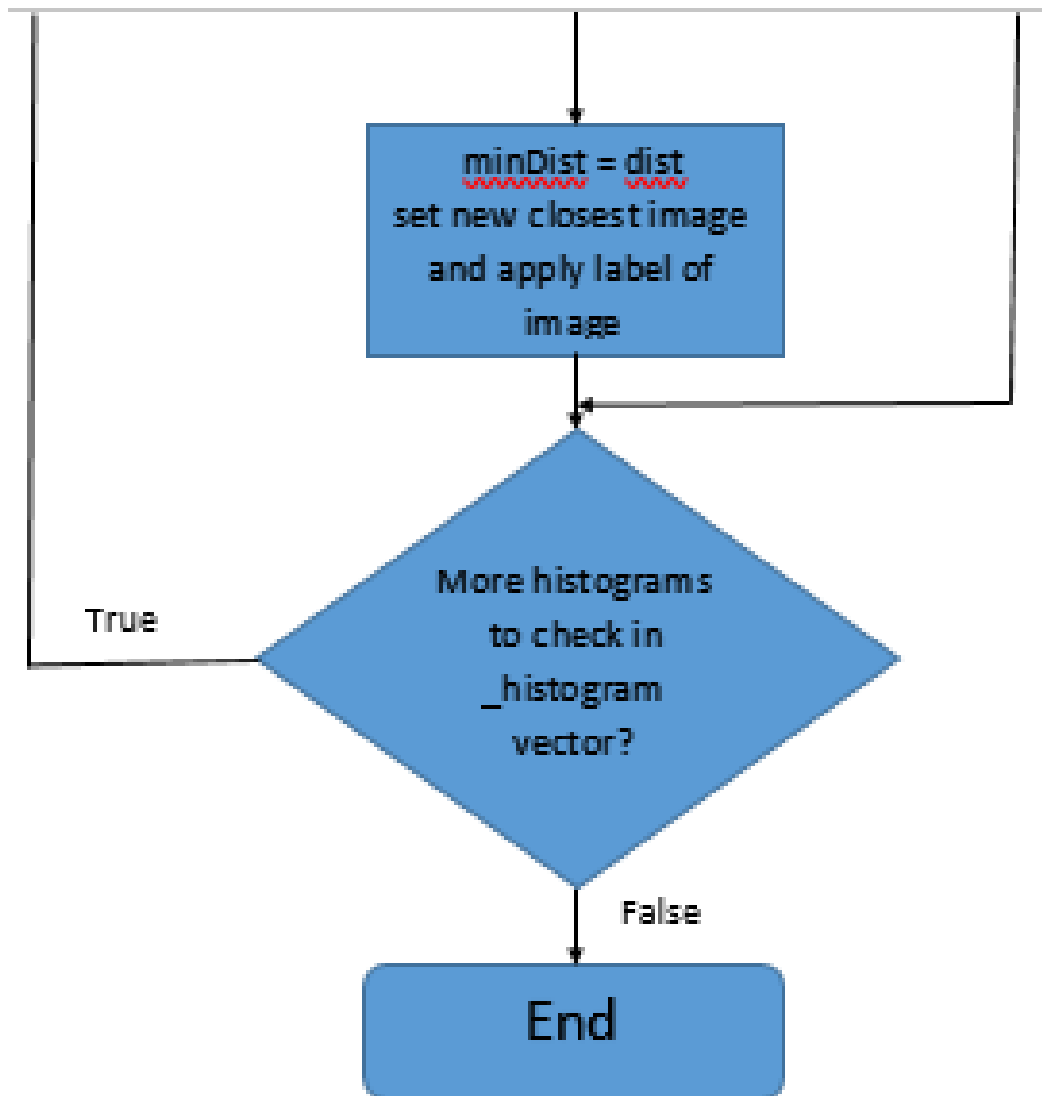 minDist = dist
set new closest image
and apply label of
image
More histograms
to check in
_histogram
vector?
True
False
End